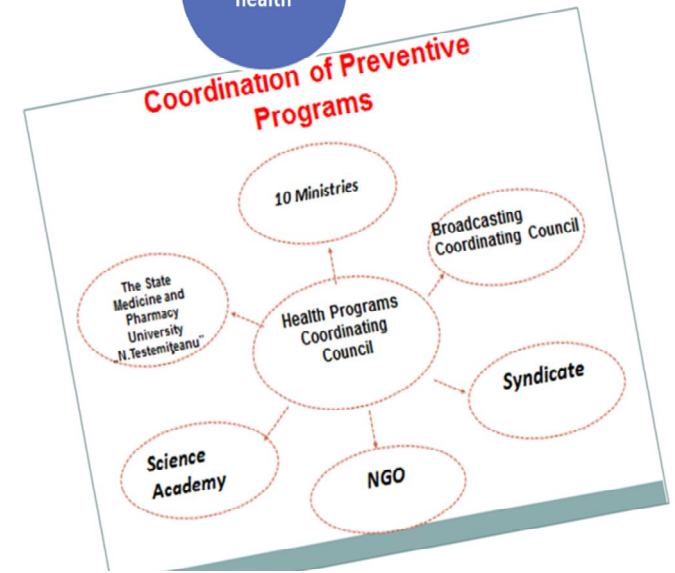 health
Coordination of Preventive
Programs
10 Ministries
Broadcasting
Coordinating Council
The State
Medicine and
Pharmacy
University
„N.Testemiţeanu”
Health Programs
Coordinating
Council
Syndicate
Science
Academy
NGO